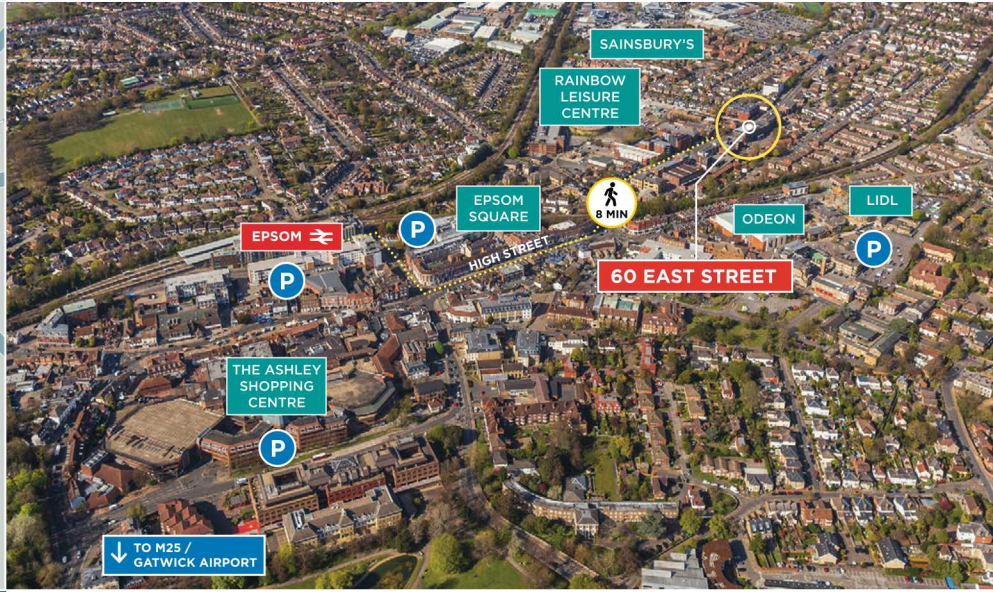 SAINSBURY'S
RAINBOW
LEISURE
CENTRE
EPSOM
SQUARE
8 MIN
LIDL
ODEON
P
EPSOM
HIGH STREET
P
P
60 EAST STREET
THE ASHLEY
SHOPPING
CENTRE
P
TO M25 /
GATWICK AIRPORT